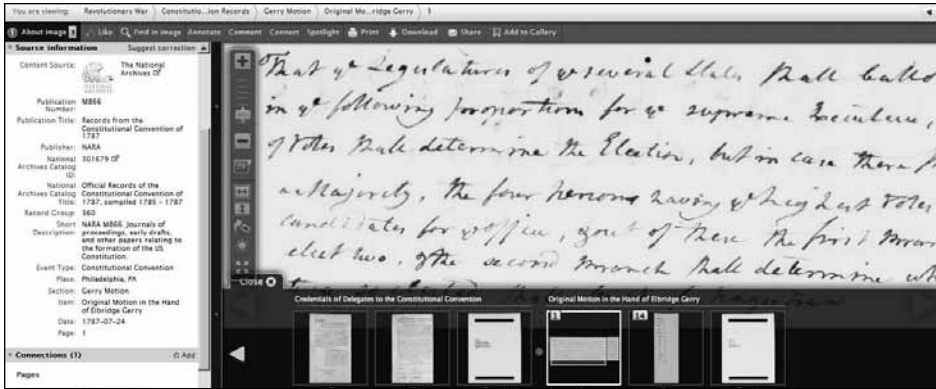 You are viewing: Revolutionary War Constitutio...ion Records Gerry Motion Original Mo...ridge Gerry 1
About image 1 Like Find in image Annotate Comment Connect Spotlight Print Download Share Add to Gallery
Source information Suggest correction
Content Source: The National Archives
NATIONAL ARCHIVES
Publication Number: M866
Publication Title: Records from the Constitutional Convention of 1787
Publisher: NARA
National Archives Catalog ID: 301679
National Archives Catalog Title: Official Records of the Constitutional Convention of 1787, compiled 1785 - 1787
Record Group: 360
Short Description: NARA M866. Journals of proceedings, early drafts, and other papers relating to the formation of the US Constitution.
Event Type: Constitutional Convention
Place: Philadelphia, PA
Section: Gerry Motion
Item: Original Motion in the Hand of Elbridge Gerry
Date: 1787-07-24
Page: 1
Connections (1) Add
Pages
That ye Legislatures of ye several States shall ballo
in ye following proportions for ye supreme Executive,
of Votes shall determine the Election, but in case there
a Majority, the four persons having ye highest Votes
candidates for ye office, & out of these the first
elect two, & the second Branch shall determine wh
Close
Credentials of Delegates to the Constitutional Convention Original Motion in the Hand of Elbridge Gerry
1 14